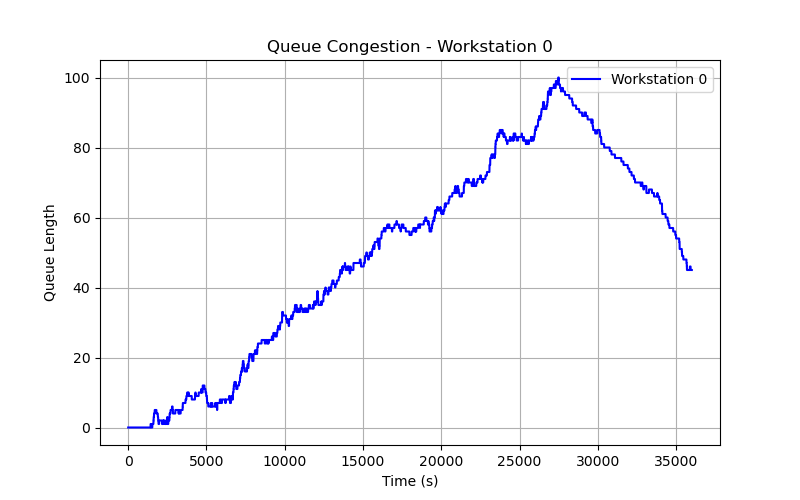 Queue Congestion - Workstation 0
Workstation 0
100
80
60
40
20
0
Queue Length
0 5000 10000 15000 20000 25000 30000 35000
Time (s)